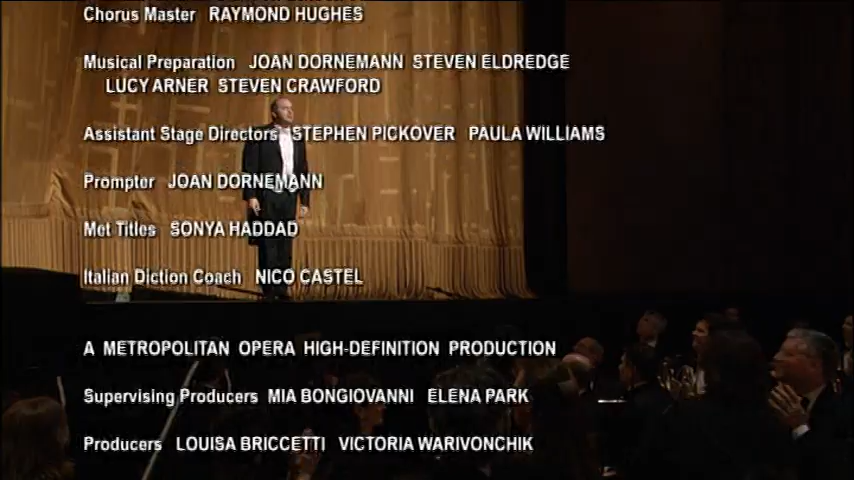 Chorus Master RAYMOND HUGHES
Musical Preparation JOAN DORNEMANN STEVEN ELDREDGE
LUCY ARNER STEVEN CRAWFORD
Assistant Stage Directors STEPHEN PICKOVER PAULA WILLIAMS
Prompter JOAN DORNEMANN
Met Titles SONYA HADDAD
Italian Diction Coach NICO CASTEL
A METROPOLITAN OPERA HIGH-DEFINITION PRODUCTION
Supervising Producers MIA BONGIOVANNI ELENA PARK
Producers LOUISA BRICCETTI VICTORIA WARIVONCHIK